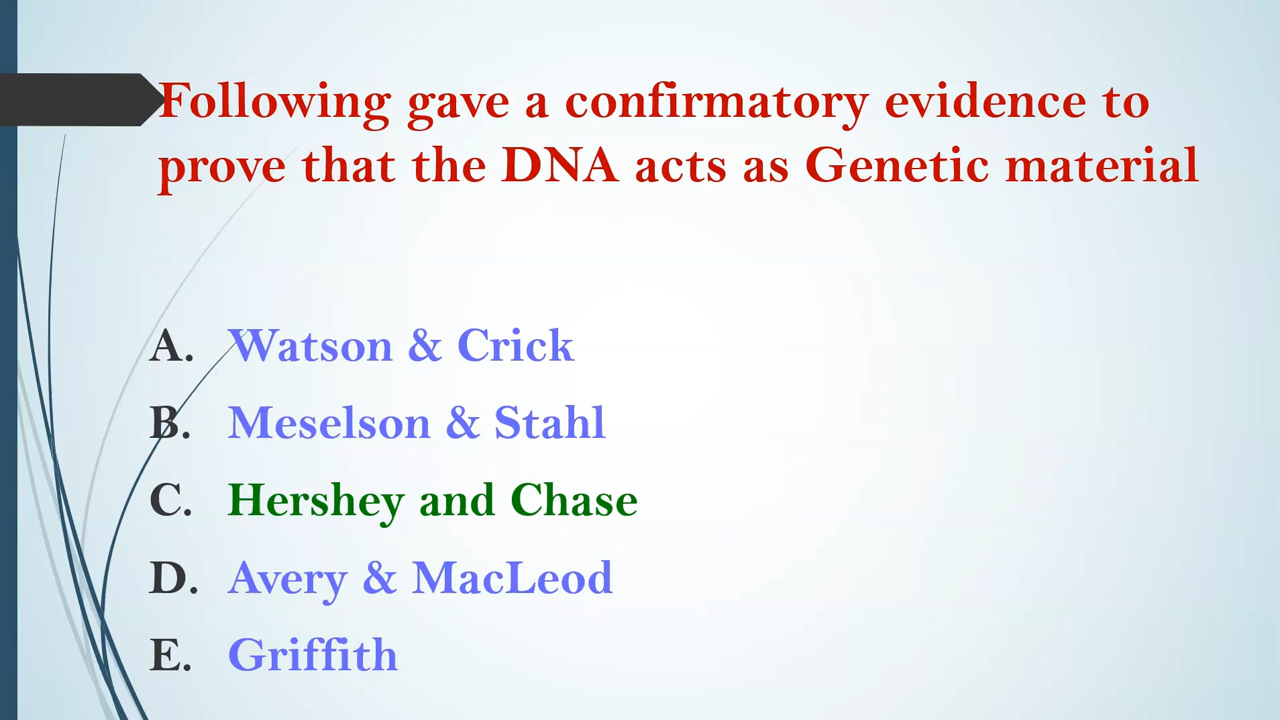 Following gave a confirmatory evidence to
prove that the DNA acts as Genetic material
A. Watson & Crick
B. Meselson & Stahl
C. Hershey and Chase
D. Avery & MacLeod
E. Griffith